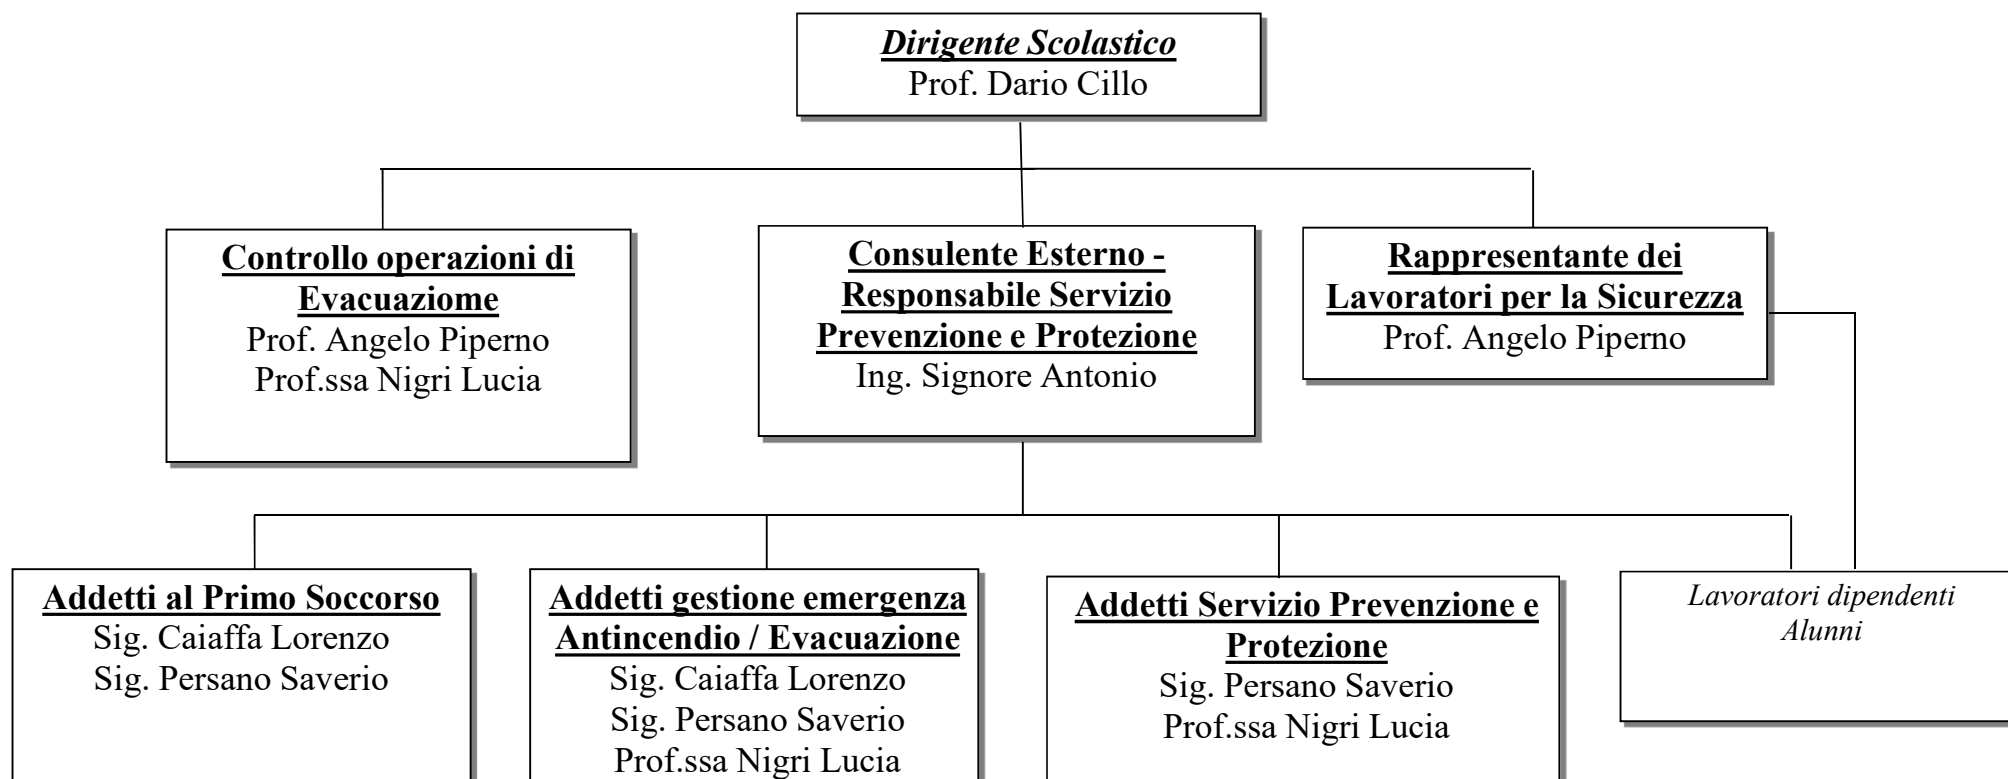 Dirigente Scolastico
Prof. Dario Cillo
Controllo operazioni di
Evacuaziome
Prof. Angelo Piperno
Prof.ssa Nigri Lucia
Consulente Esterno -
Responsabile Servizio
Prevenzione e Protezione
Ing. Signore Antonio
Rappresentante dei
Lavoratori per la Sicurezza
Prof. Angelo Piperno
Addetti al Primo Soccorso
Sig. Caiaffa Lorenzo
Sig. Persano Saverio
Addetti gestione emergenza
Antincendio / Evacuazione
Sig. Caiaffa Lorenzo
Sig. Persano Saverio
Prof.ssa Nigri Lucia
Addetti Servizio Prevenzione e
Protezione
Sig. Persano Saverio
Prof.ssa Nigri Lucia
Lavoratori dipendenti
Alunni